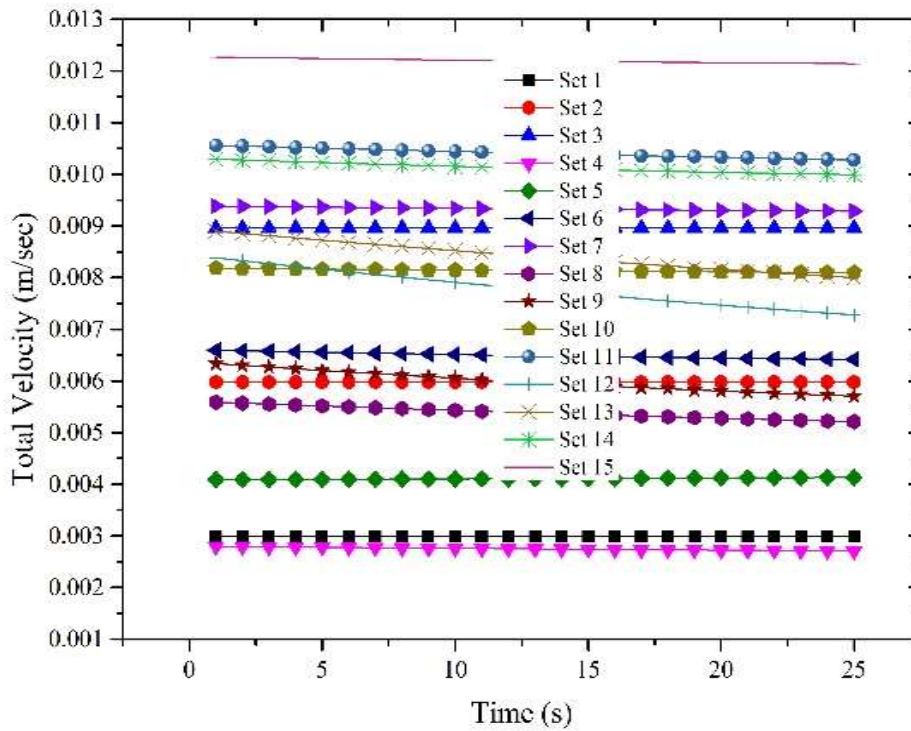 0.013
0.012
0.011
0.010
0.009
0.008
0.007
0.006
0.005
0.004
0.003
0.002
0.001
Total Velocity (m/sec)
Set 1
Set 2
Set 3
Set 4
Set 5
Set 6
Set 7
Set 8
Set 9
Set 10
Set 11
Set 12
Set 13
Set 14
Set 15
0 5 10 15 20 25
Time (s)